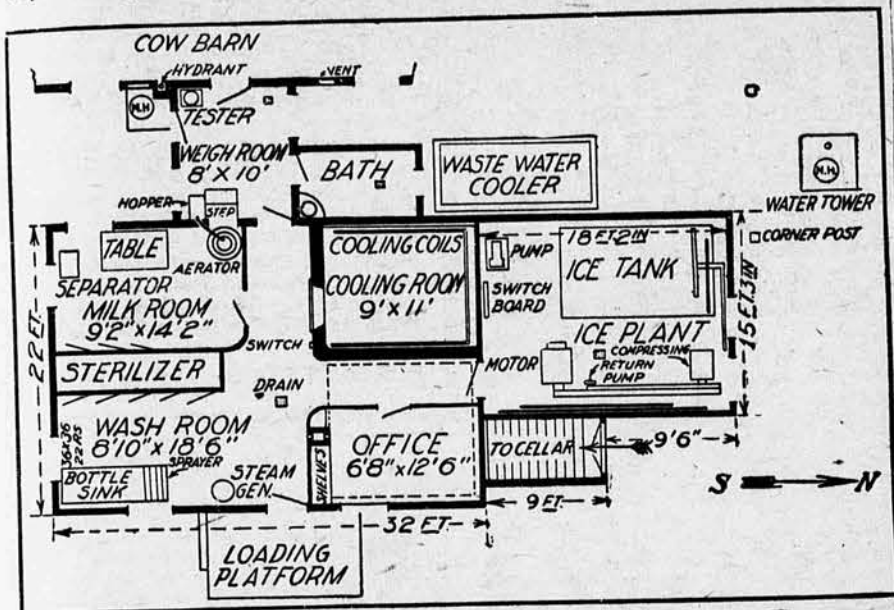 COW BARN
HYDRANT
VENT
M.H.
TESTER
WEIGH ROOM
8' X 10'
BATH
WASTE WATER
COOLER
M.H.
WATER TOWER
CORNER POST
HOPPER
STEP
TABLE
AERATOR
SEPARATOR
MILK ROOM
9'2" X 14'2"
COOLING COILS
COOLING ROOM
9' X 11'
18 FT-2 IN
PUMP
ICE TANK
SWITCH
BOARD
ICE PLANT
15 FT.3 IN
22 FT.
SWITCH
MOTOR
COMPRESSING
RETURN
PUMP
STERILIZER
DRAIN
WASH ROOM
8'10" X 18'6"
36X36
22 RS
SPRAYER
BOTTLE
SINK
STEAM
GEN.
SHELVES
OFFICE
6'8" X 12'6"
TO CELLAR
9'6"
S N
9 FT.
32 FT.
LOADING
PLATFORM